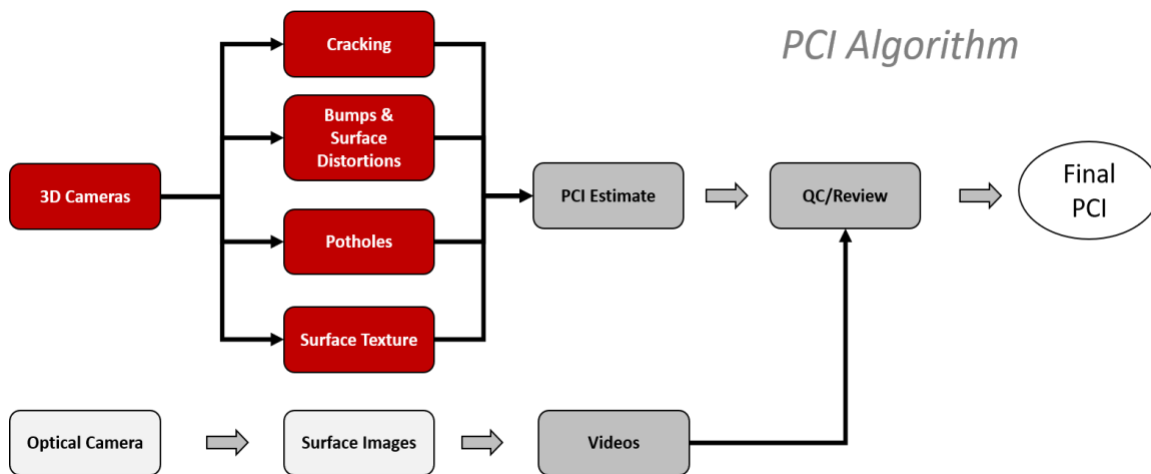 PCI Algorithm
Cracking
Bumps &
Surface
Distortions
3D Cameras
PCI Estimate
QC/Review
Final
PCI
Potholes
Surface Texture
Optical Camera
Surface Images
Videos